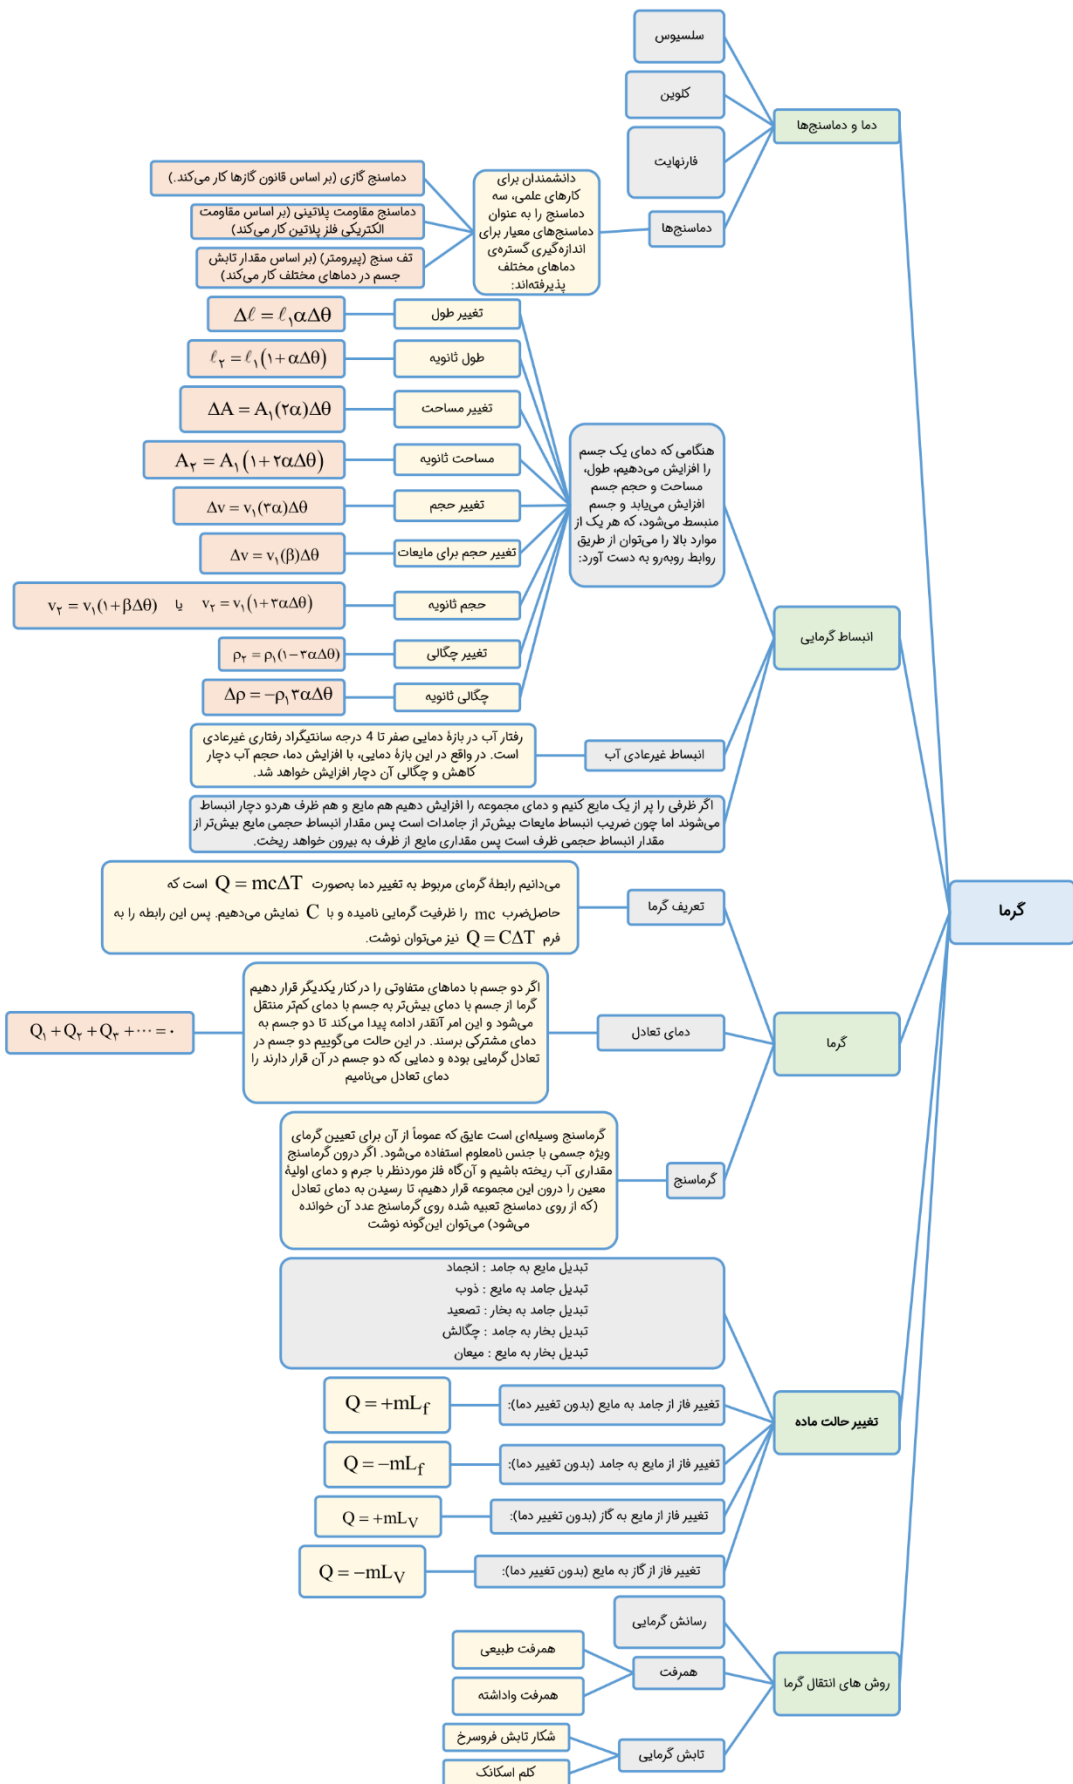 گرما
دما و دماسنج‌ها
سلسیوس
کلوین
فارنهایت
دماسنج‌ها
دانشمندان برای
کارهای علمی، سه
دماسنج را به عنوان
دماسنج‌های معیار برای
اندازه‌گیری گستره‌ی
دماهای مختلف
پذیرفته‌اند:
دماسنج گازی (بر اساس قانون گازها کار می‌کند.)
دماسنج مقاومت پلاتینی (بر اساس مقاومت
الکتریکی فلز پلاتین کار می‌کند)
تف سنج (پیرومتر) (بر اساس مقدار تابش
جسم در دماهای مختلف کار می‌کند)
انبساط گرمایی
هنگامی که دمای یک جسم
را افزایش می‌دهیم، طول،
مساحت و حجم جسم
افزایش می‌یابد و جسم
منبسط می‌شود، که هر یک از
موارد بالا را می‌توان از طریق
روابط روبه‌رو به دست آورد:
تغییر طول
Δℓ = ℓ₁αΔθ
طول ثانویه
ℓ₂ = ℓ₁(۱+αΔθ)
تغییر مساحت
ΔA = A₁(۲α)Δθ
مساحت ثانویه
A₂ = A₁(۱+۲αΔθ)
تغییر حجم
Δv = v₁(۳α)Δθ
تغییر حجم برای مایعات
Δv = v₁(β)Δθ
حجم ثانویه
v₂ = v₁(۱+۳αΔθ) یا v₂ = v₁(۱+βΔθ)
تغییر چگالی
ρ₂ = ρ₁(۱−۳αΔθ)
چگالی ثانویه
Δρ = −ρ₁۳αΔθ
انبساط غیرعادی آب
رفتار آب در بازهٔ دمایی صفر تا 4 درجه سانتیگراد رفتاری غیرعادی
است. در واقع در این بازهٔ دمایی، با افزایش دما، حجم آب دچار
کاهش و چگالی آن دچار افزایش خواهد شد.
اگر ظرفی را پر از یک مایع کنیم و دمای مجموعه را افزایش دهیم هم مایع و هم ظرف هردو دچار انبساط
می‌شوند اما چون ضریب انبساط مایعات بیش‌تر از جامدات است پس مقدار انبساط حجمی مایع بیش‌تر از
مقدار انبساط حجمی ظرف است پس مقداری مایع از ظرف به بیرون خواهد ریخت.
گرما
تعریف گرما
می‌دانیم رابطهٔ گرمای مربوط به تغییر دما به‌صورت Q = mcΔT است که
حاصل‌ضرب mc را ظرفیت گرمایی نامیده و با C نمایش می‌دهیم. پس این رابطه را به
فرم Q = CΔT نیز می‌توان نوشت.
دمای تعادل
اگر دو جسم با دماهای متفاوتی را در کنار یکدیگر قرار دهیم
گرما از جسم با دمای بیش‌تر به جسم با دمای کم‌تر منتقل
می‌شود و این امر آنقدر ادامه پیدا می‌کند تا دو جسم به
دمای مشترکی برسند. در این حالت می‌گوییم دو جسم در
تعادل گرمایی بوده و دمایی که دو جسم در آن قرار دارند را
دمای تعادل می‌نامیم
Q₁ + Q₂ + Q₃ + ⋯ = ۰
گرماسنج
گرماسنج وسیله‌ای است عایق که عموماً از آن برای تعیین گرمای
ویژه جسمی با جنس نامعلوم استفاده می‌شود. اگر درون گرماسنج
مقداری آب ریخته باشیم و آن‌گاه فلز موردنظر با جرم و دمای اولیهٔ
معین را درون این مجموعه قرار دهیم، تا رسیدن به دمای تعادل
(که از روی دماسنج تعبیه شده روی گرماسنج عدد آن خوانده
می‌شود) می‌توان این‌گونه نوشت
تغییر حالت ماده
تبدیل مایع به جامد : انجماد
تبدیل جامد به مایع : ذوب
تبدیل جامد به بخار : تصعید
تبدیل بخار به جامد : چگالش
تبدیل بخار به مایع : میعان
تغییر فاز از جامد به مایع (بدون تغییر دما):
Q = +mL_f
تغییر فاز از مایع به جامد (بدون تغییر دما):
Q = −mL_f
تغییر فاز از مایع به گاز (بدون تغییر دما):
Q = +mL_V
تغییر فاز از گاز به مایع (بدون تغییر دما):
Q = −mL_V
روش های انتقال گرما
رسانش گرمایی
همرفت
همرفت طبیعی
همرفت واداشته
تابش گرمایی
شکار تابش فروسرخ
کلم اسکانک